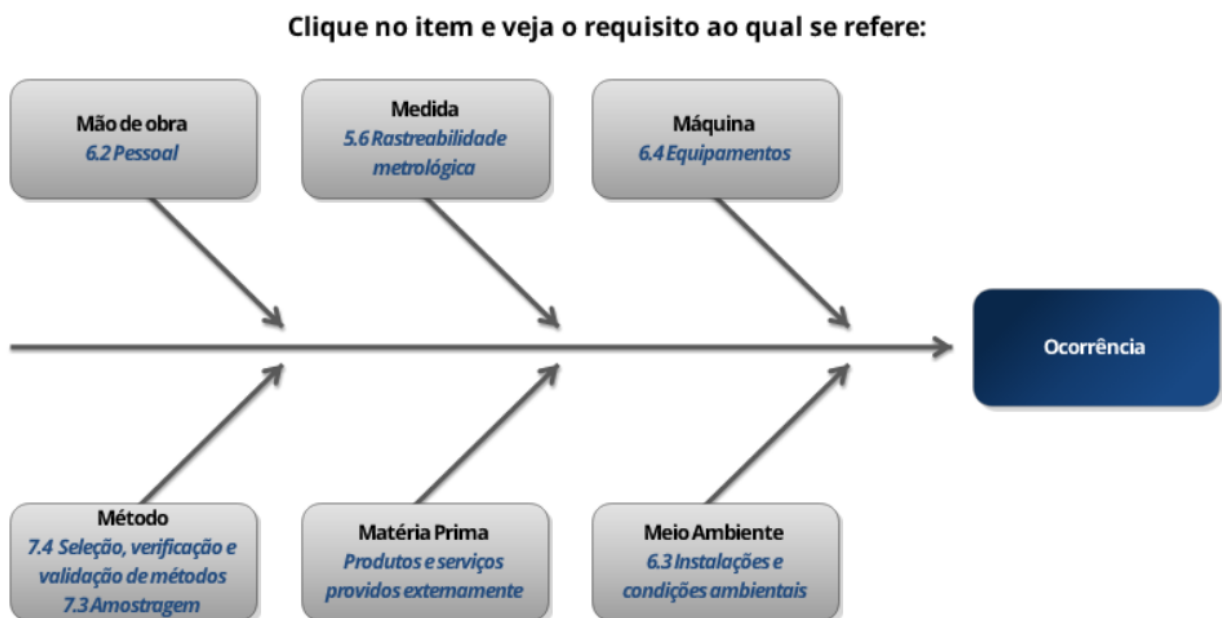 Clique no item e veja o requisito ao qual se refere:
Mão de obra
6.2 Pessoal
Medida
5.6 Rastreabilidade
metrológica
Máquina
6.4 Equipamentos
Ocorrência
Método
7.4 Seleção, verificação e
validação de métodos
7.3 Amostragem
Matéria Prima
Produtos e serviços
providos externamente
Meio Ambiente
6.3 Instalações e
condições ambientais